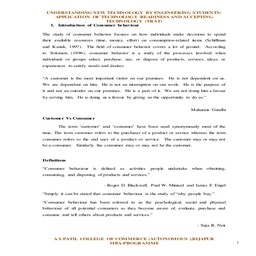 UNDERSTANDING NEW TECHNOLOGY BY ENGINEERING STUDENTS:
APPLICATION OF TECHNOLOGY READINESS AND ACCEPTING
TECHNOLOGY (TRAT)
1. Introduction of Consumer behaviour
The study of consumer behavior focuses on how individuals make decisions to spend
their available resources (time, money, effort) on consumption-related items (Schiffman
and Kanuk, 1997). The field of consumer behavior covers a lot of ground. According
to Solomon (1996), consumer behavior is a study of the processes involved when
individuals or groups select, purchase, use, or dispose of products, services, ideas, or
experiences to satisfy needs and desires.
"A customer is the most important visitor on our premises. He is not dependent on us.
We are dependent on him. He is not an interruption on our work. He is the purpose of
it and not an outsider on our premises. He is a part of it. We are not doing him a favour
by serving him. He is doing us a favour by giving us the opportunity to do so."
Mahatma Gandhi
Customer Vs Consumer
The term 'customer' and 'consumer' have been used synonymously most of the
time. The term customer refers to the purchaser of a product or service whereas the term
consumer refers to the end user of a product or service. The customer may or may not
be a consumer. Similarly the consumer may or may not be the customer.
Definitions
"Consumer behaviour is defined as activities people undertake when obtaining,
consuming, and disposing of products and services."
- Roger D. Blackwell, Paul W. Miniard and James F. Engel
"Simply it can be stated that consumer behaviour is the study of "why people buy."
"Consumer behaviour has been referred to as the psychological, social and physical
behaviour of all potential consumers as they become aware of, evaluate, purchase and
consume and tell others about products and services."
- Suja R. Nair
A S PATIL COLLEGE OF COMMERCE (AUTONOMOUS ),BIJAPUR
MBA-PROGRAMME
1